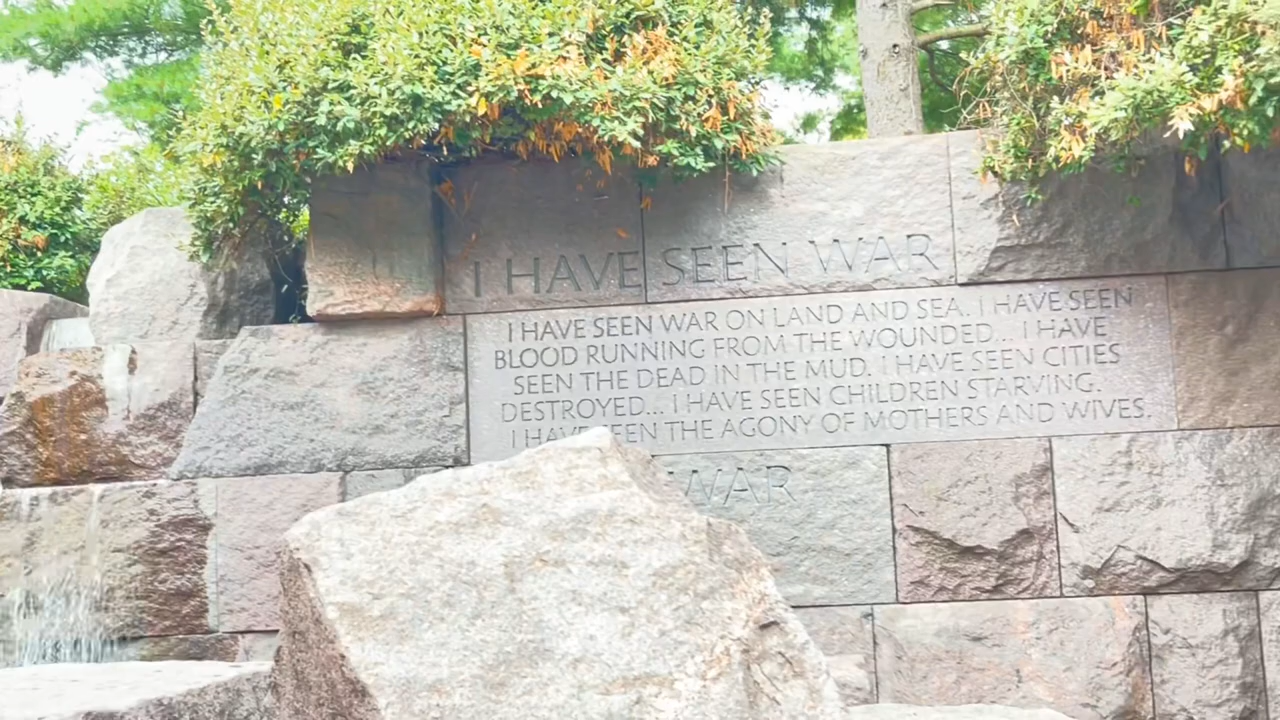 I HAVE SEEN WAR
I HAVE SEEN WAR ON LAND AND SEA. I HAVE SEEN
BLOOD RUNNING FROM THE WOUNDED... I HAVE
SEEN THE DEAD IN THE MUD. I HAVE SEEN CITIES
DESTROYED... I HAVE SEEN CHILDREN STARVING.
I HAVE SEEN THE AGONY OF MOTHERS AND WIVES.
WAR